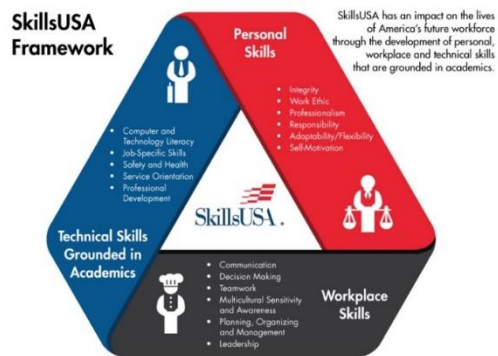 SkillsUSA
Framework
SkillsUSA has an impact on the lives
of America's future workforce
through the development of personal,
workplace and technical skills
that are grounded in academics.
Personal
Skills
• Integrity
• Work Ethic
• Professionalism
• Responsibility
• Adaptability/Flexibility
• Self-Motivation
• Computer and
Technology Literacy
• Job-Specific Skills
• Safety and Health
• Service Orientation
• Professional
Development
Technical Skills
Grounded in
Academics
SkillsUSA.
• Communication
• Decision Making
• Teamwork
• Multicultural Sensitivity
and Awareness
• Planning, Organizing
and Management
• Leadership
Workplace
Skills